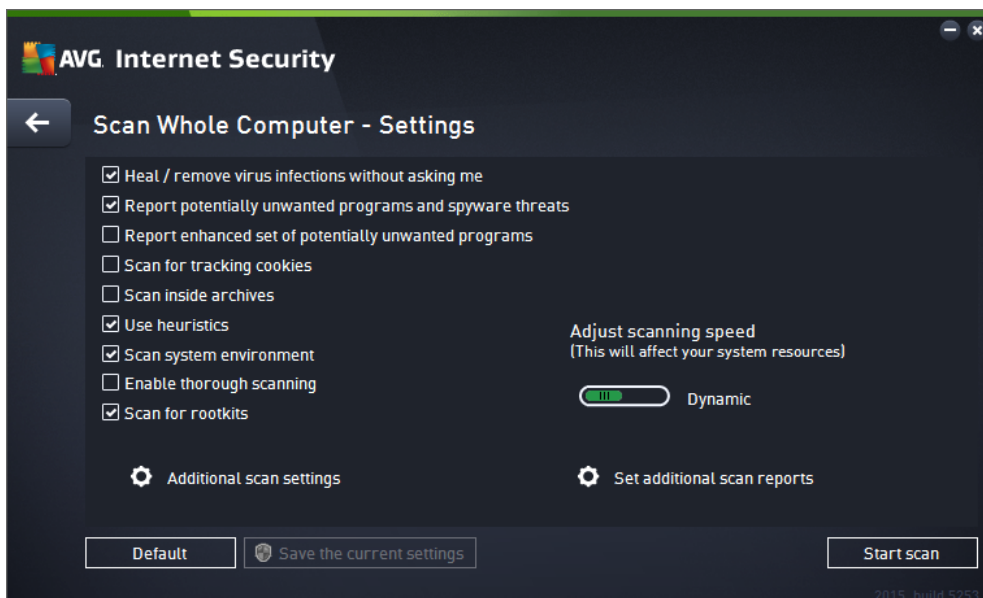 AVG. Internet Security
Scan Whole Computer - Settings
Heal / remove virus infections without asking me
Report potentially unwanted programs and spyware threats
Report enhanced set of potentially unwanted programs
Scan for tracking cookies
Scan inside archives
Use heuristics
Scan system environment
Enable thorough scanning
Scan for rootkits
Adjust scanning speed
(This will affect your system resources)
Dynamic
Additional scan settings
Set additional scan reports
Default
Save the current settings
Start scan
2015, build 5253